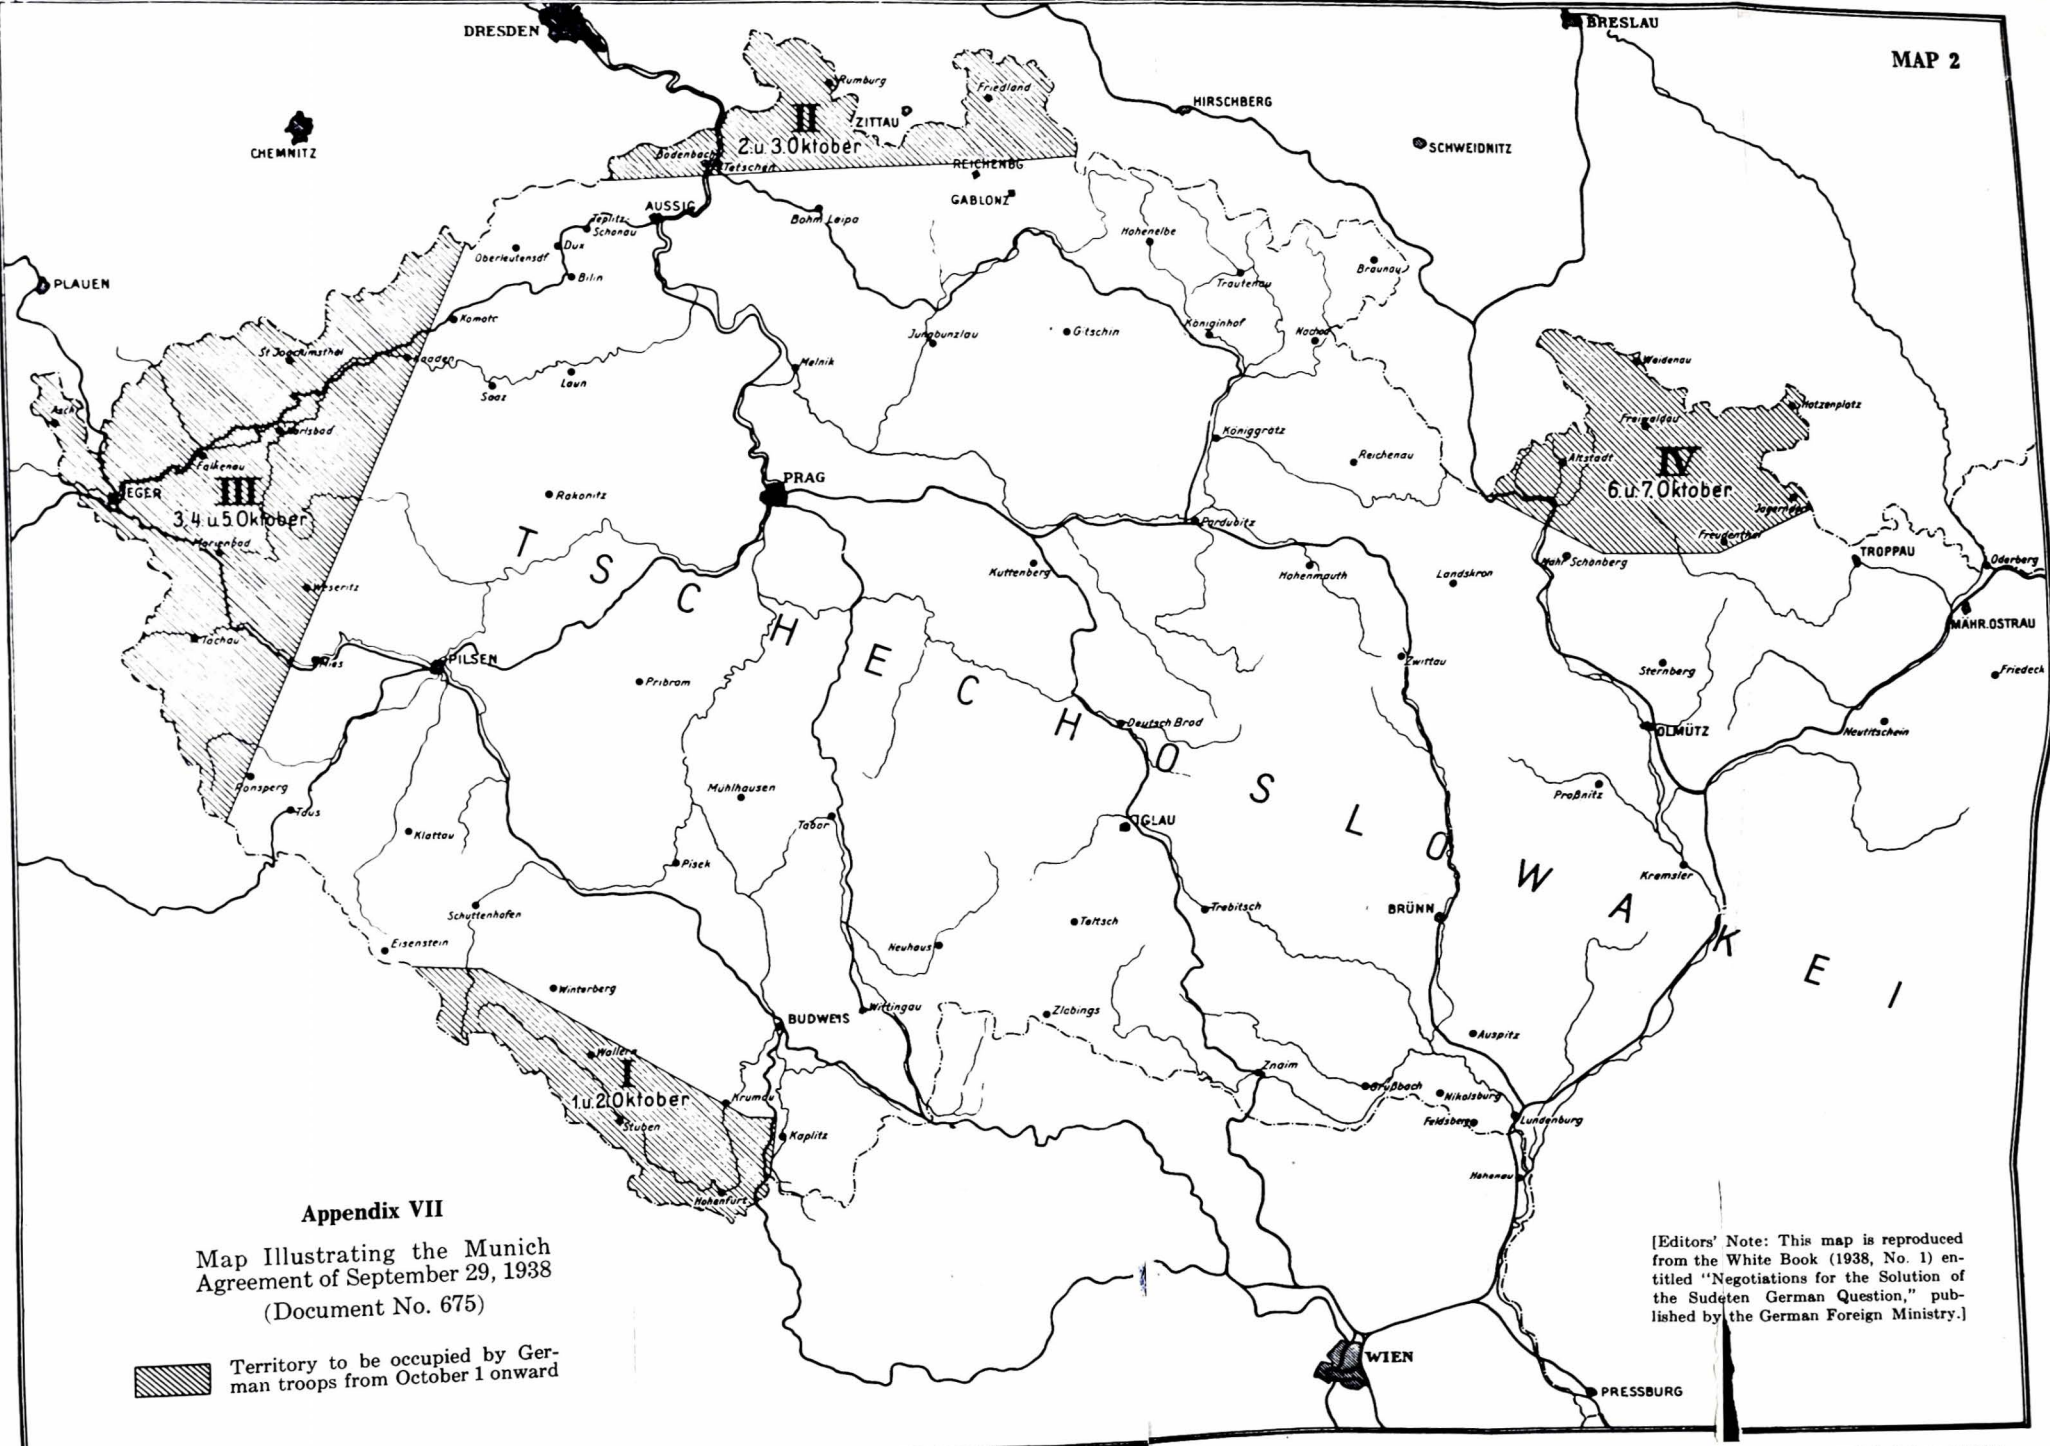 DRESDEN
BRESLAU
MAP 2
Rumburg
Friedland
HIRSCHBERG
II
ZITTAU
CHEMNITZ
2.u.3.Oktober
SCHWEIDNITZ
Bodenbach
Tetschen
REICHENBG
GABLONZ
AUSSIG
Teplitz-
Schönau
Böhm Leipa
Hohenelbe
Oberleutensdf
Dux
Bilin
Braunau
Trautenau
PLAUEN
Komotr
Jungbunzlau
Gitschin
Königinhof
Nachod
St Joachimsthal
Kaaden
Weidenau
Melnik
Laun
Saaz
Asch
Hotzenplotz
Freiwaldau
Karlsbad
Königgrätz
Reichenau
Altstadt
IV
Falkenau
6.u.7.Oktober
EGER
III
Rakonitz
PRAG
3,4.u.5.Oktober
Jägerndorf
Pardubitz
Freudenthal
Marienbad
TROPPAU
Oderberg
Mähr Schönberg
Kuttenberg
Hohenmauth
Landskron
Weseritz
MÄHR.OSTRAU
Tachau
TSCHECHOSLOWAKEI
Mies
PILSEN
Zwittau
Sternberg
Friedeck
Pribram
Deutsch Brod
OLMÜTZ
Neutitschein
Ronsperg
Mühlhausen
Proßnitz
Taus
Klattau
Tabor
IGLAU
Pisek
Kremsier
Schüttenhofen
Trebitsch
BRÜNN
Teltsch
Eisenstein
Neuhaus
Winterberg
Wittingau
Zlabings
BUDWEIS
Auspitz
Wallern
Znaim
I
Grußbach
Nikolsburg
1.u.2.Oktober
Krumau
Feldsberg
Lundenburg
Stuben
Kaplitz
Hohenau
Hohenfurt
Appendix VII
Map Illustrating the Munich
Agreement of September 29, 1938
(Document No. 675)
Territory to be occupied by Ger-
man troops from October 1 onward
[Editors' Note: This map is reproduced
from the White Book (1938, No. 1) en-
titled "Negotiations for the Solution of
the Sudeten German Question," pub-
lished by the German Foreign Ministry.]
WIEN
PRESSBURG